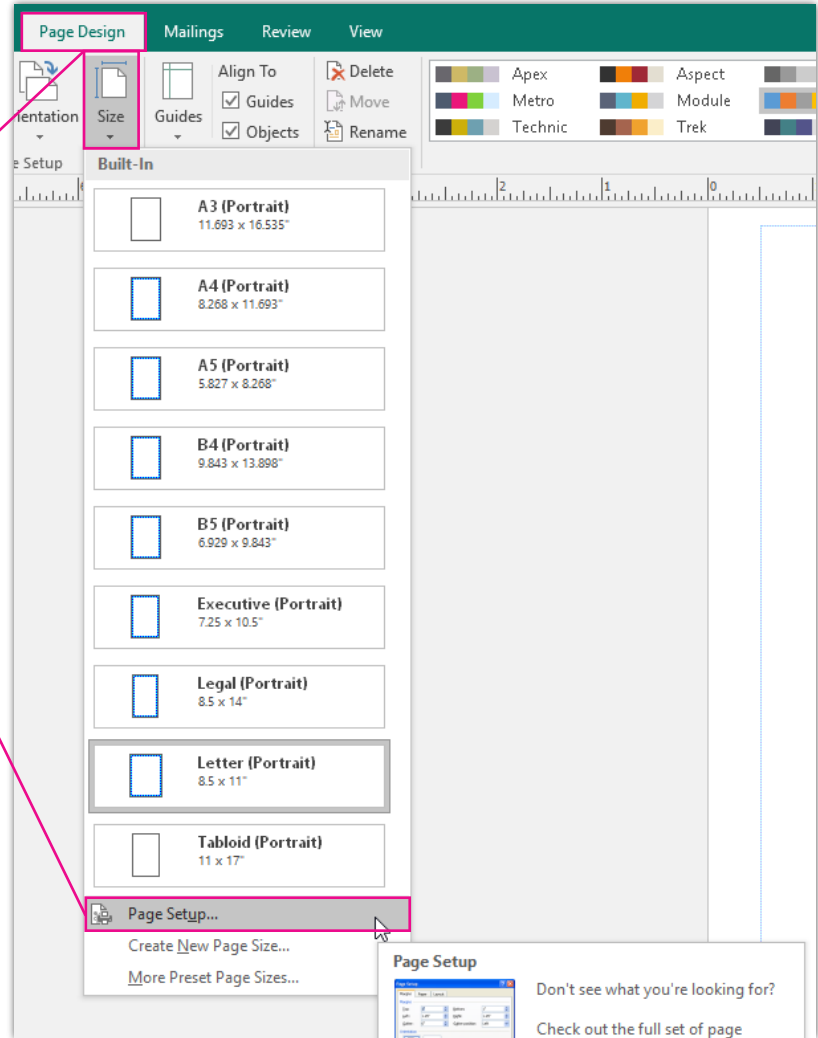 Page Design Mailings Review View
Align To
Guides
Objects
Delete
Move
Rename
Size
Guides
ientation
Apex Aspect
Metro Module
Technic Trek
e Setup
Built-In
2 1 0
A3 (Portrait)
11.693 x 16.535"
A4 (Portrait)
8.268 x 11.693"
A5 (Portrait)
5.827 x 8.268"
B4 (Portrait)
9.843 x 13.898"
B5 (Portrait)
6.929 x 9.843"
Executive (Portrait)
7.25 x 10.5"
Legal (Portrait)
8.5 x 14"
Letter (Portrait)
8.5 x 11"
Tabloid (Portrait)
11 x 17"
Page Setup...
Create New Page Size...
More Preset Page Sizes...
Page Setup
Don't see what you're looking for?
Check out the full set of page